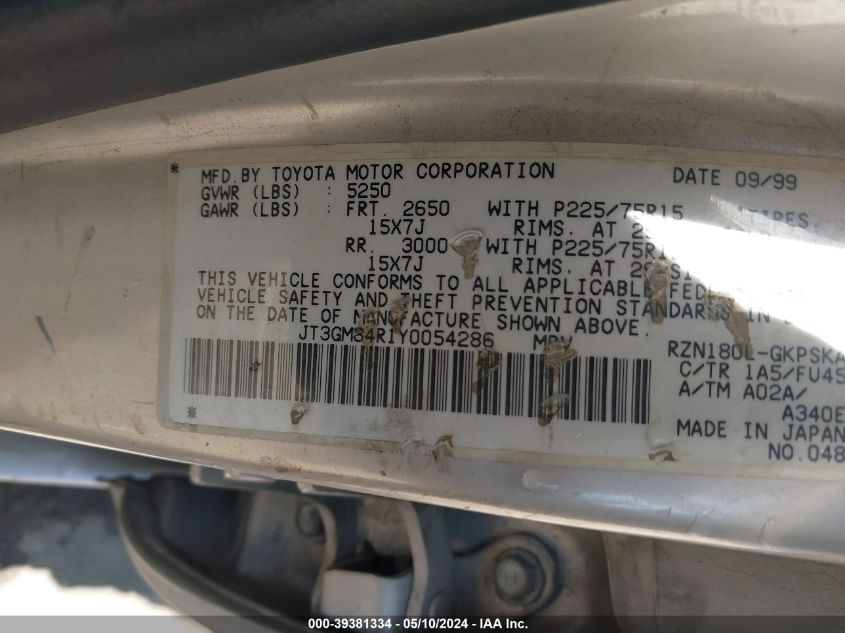 * MFD.BY TOYOTA MOTOR CORPORATION DATE 09/99
GVWR (LBS) : 5250
GAWR (LBS) : FRT. 2650 WITH P225/75R15 TIRES,
15X7J RIMS. AT
RR. 3000 WITH P225/75R
15X7J RIMS. AT
THIS VEHICLE CONFORMS TO ALL APPLICABLE
VEHICLE SAFETY AND THEFT PREVENTION STANDARDS IN
ON THE DATE OF MANUFACTURE SHOWN ABOVE.
JT3GM84R1Y0054286 MPV
RZN180L-GKPSKA
C/TR 1A5/FU45
A/TM A02A/
A340E
* MADE IN JAPAN
NO.048
000-39381334 — 05/10/2024 — IAA Inc.